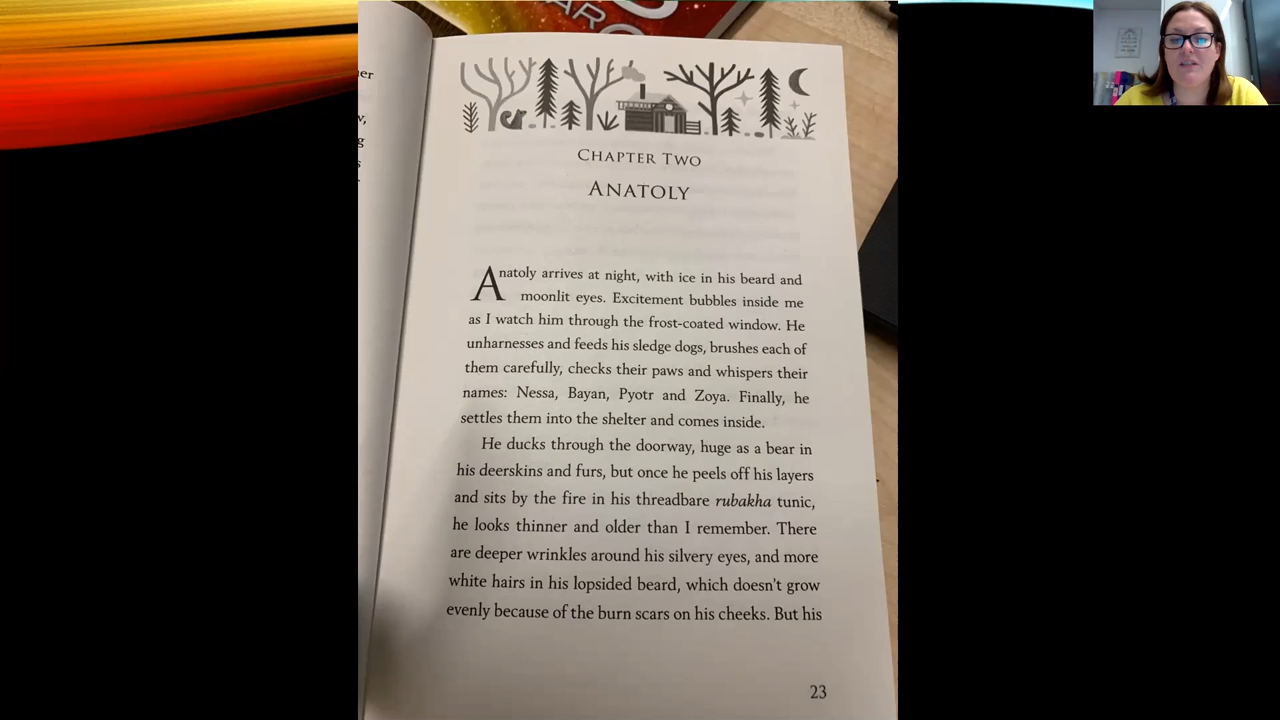 AR
er
v,
g
s
CHAPTER TWO
ANATOLY
Anatoly arrives at night, with ice in his beard and
moonlit eyes. Excitement bubbles inside me
as I watch him through the frost-coated window. He
unharnesses and feeds his sledge dogs, brushes each of
them carefully, checks their paws and whispers their
names: Nessa, Bayan, Pyotr and Zoya. Finally, he
settles them into the shelter and comes inside.
He ducks through the doorway, huge as a bear in
his deerskins and furs, but once he peels off his layers
and sits by the fire in his threadbare rubakha tunic,
he looks thinner and older than I remember. There
are deeper wrinkles around his silvery eyes, and more
white hairs in his lopsided beard, which doesn't grow
evenly because of the burn scars on his cheeks. But his
23